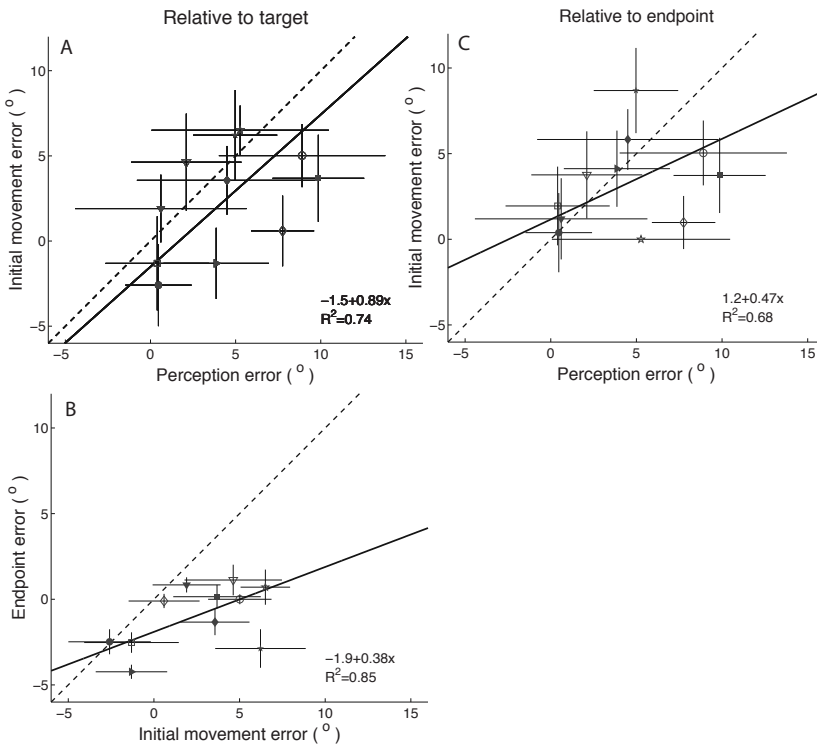 Relative to target
A
Initial movement error ( ° )
10
5
0
−5
−5 0 5 10 15
Perception error ( ° )
−1.5+0.89x
R²=0.74
Relative to endpoint
C
Initial movement error ( ° )
10
5
0
−5
−5 0 5 10 15
Perception error ( ° )
1.2+0.47x
R²=0.68
B
Endpoint error ( ° )
10
5
0
−5
−5 0 5 10 15
Initial movement error ( ° )
−1.9+0.38x
R²=0.85